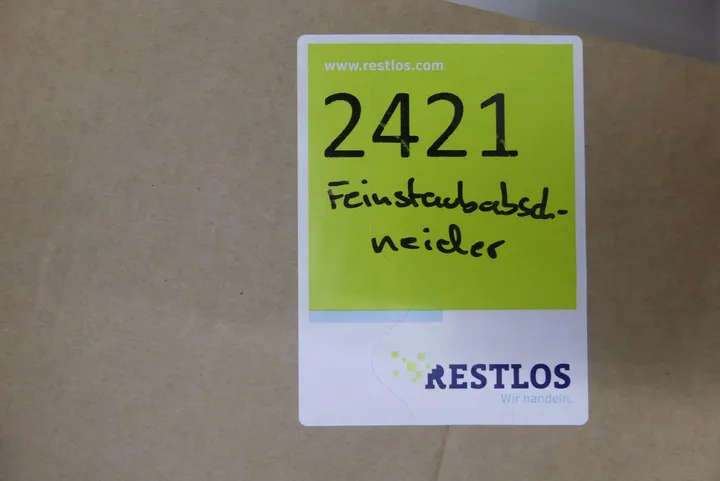 www.restlos.com
2421
Feinstaubabsch-
neider
RESTLOS
Wir handeln.